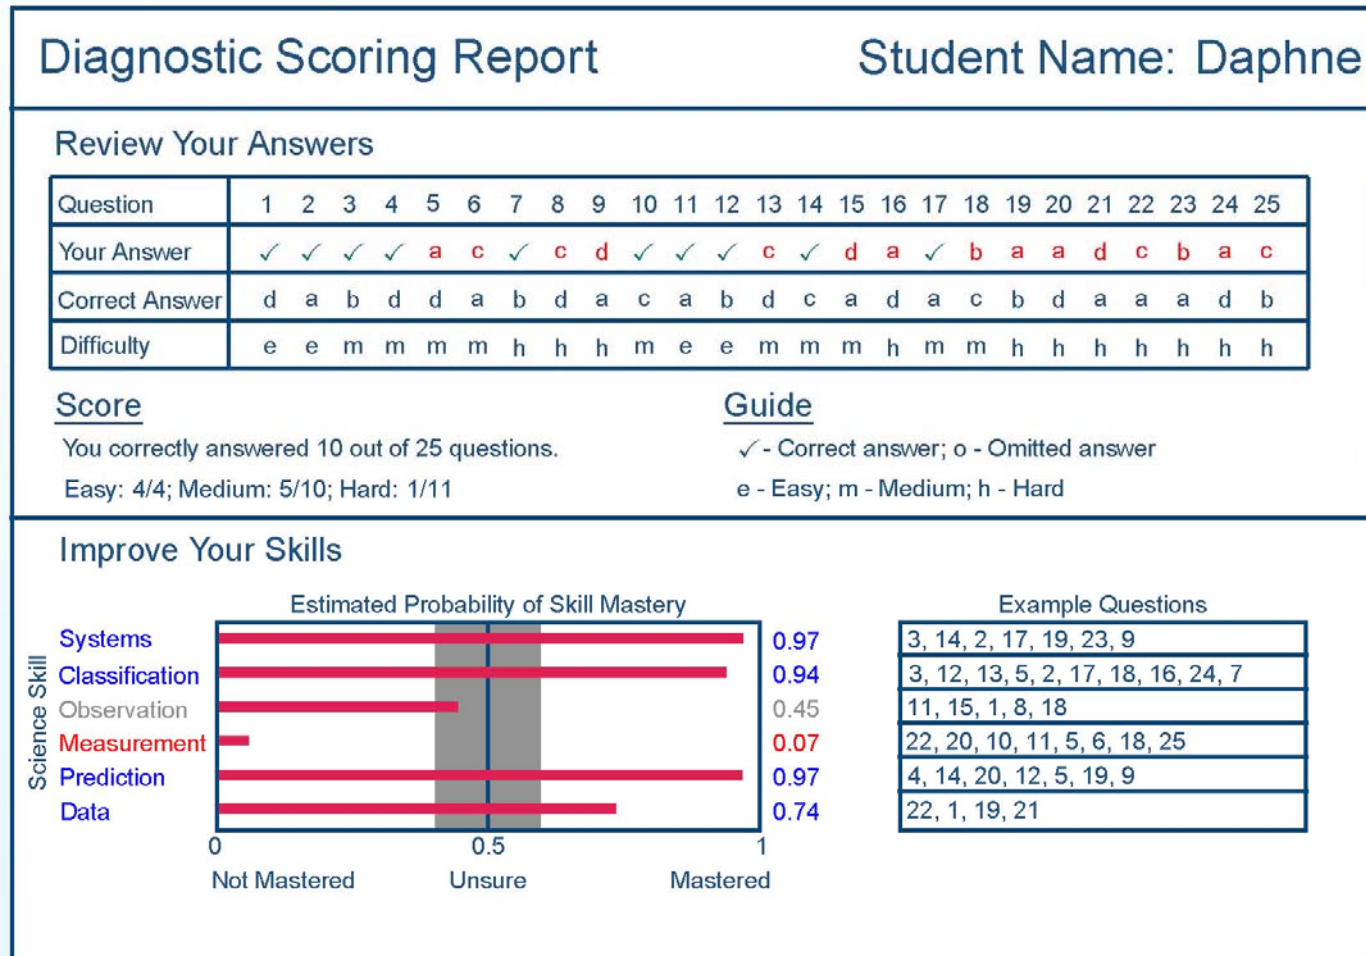 Diagnostic Scoring Report Student Name: Daphne
Review Your Answers
Question 1 2 3 4 5 6 7 8 9 10 11 12 13 14 15 16 17 18 19 20 21 22 23 24 25
Your Answer ✓ ✓ ✓ ✓ a c ✓ c d ✓ ✓ ✓ c ✓ d a ✓ b a a d c b a c
Correct Answer d a b d d a b d a c a b d c a d a c b d a a a d b
Difficulty e e m m m m h h h m e e m m m h m m h h h h h h h
Score Guide
You correctly answered 10 out of 25 questions. ✓ - Correct answer; o - Omitted answer
Easy: 4/4; Medium: 5/10; Hard: 1/11 e - Easy; m - Medium; h - Hard
Improve Your Skills
Estimated Probability of Skill Mastery Example Questions
Science Skill
Systems 0.97 3, 14, 2, 17, 19, 23, 9
Classification 0.94 3, 12, 13, 5, 2, 17, 18, 16, 24, 7
Observation 0.45 11, 15, 1, 8, 18
Measurement 0.07 22, 20, 10, 11, 5, 6, 18, 25
Prediction 0.97 4, 14, 20, 12, 5, 19, 9
Data 0.74 22, 1, 19, 21
0 0.5 1
Not Mastered Unsure Mastered